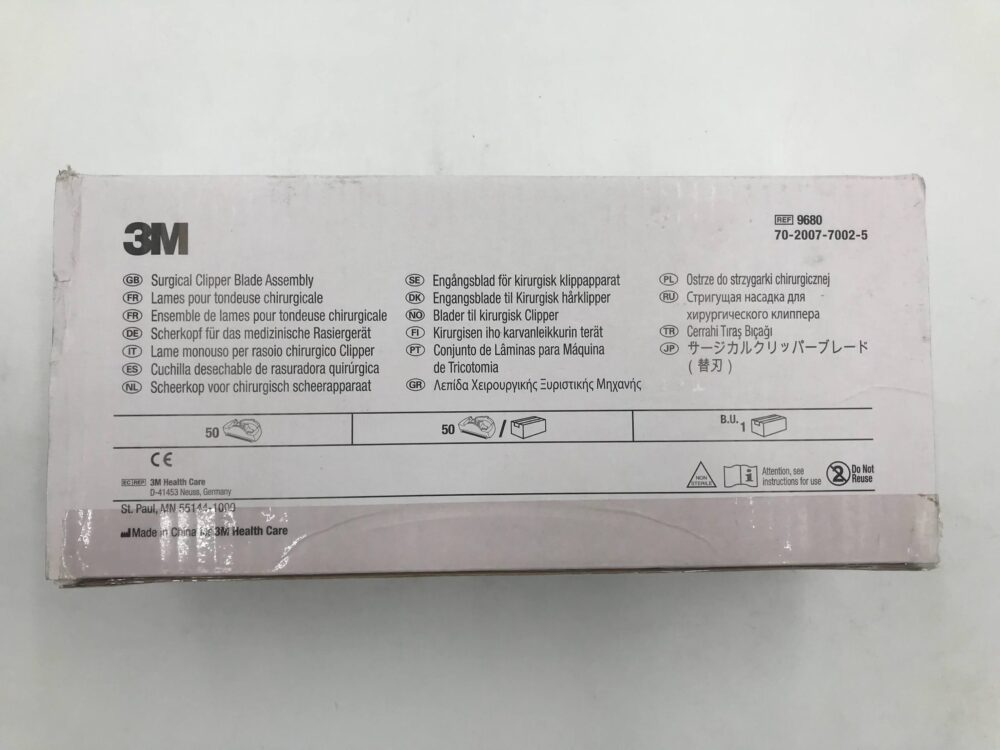 3M
REF 9680
70-2007-7002-5
GB Surgical Clipper Blade Assembly
FR Lames pour tondeuse chirurgicale
FR Ensemble de lames pour tondeuse chirurgicale
DE Scherkopf für das medizinische Rasiergerät
IT Lame monouso per rasoio chirurgico Clipper
ES Cuchilla desechable de rasuradora quirúrgica
NL Scheerkop voor chirurgisch scheerapparaat
SE Engångsblad för kirurgisk klippapparat
DK Engangsblade til Kirurgisk hårklipper
NO Blader til kirurgisk Clipper
FI Kirurgisen iho karvanleikkurin terät
PT Conjunto de Lâminas para Máquina
de Tricotomia
GR Λεπίδα Χειρουργικής Ξυριστικής Μηχανής
PL Ostrze do strzygarki chirurgicznej
RU Стригущая насадка для
хирургического клиппера
TR Cerrahi Tıraş Bıçağı
JP サージカルクリッパーブレード
(替刃)
50
50 /
B.U. 1
CE
EC REP 3M Health Care
D-41453 Neuss, Germany
St. Paul, MN 55144-1000
Made in China 3M Health Care
NON
STERILE
i
Attention, see
instructions for use
2
Do Not
Reuse